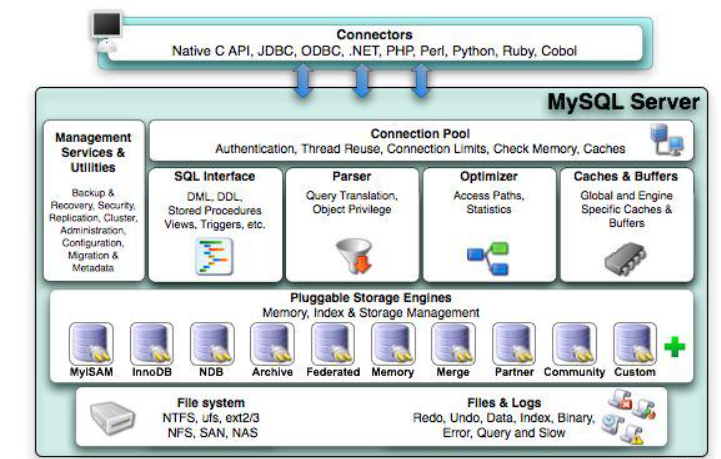 Connectors
Native C API, JDBC, ODBC, .NET, PHP, Perl, Python, Ruby, Cobol
MySQL Server
Management
Services &
Utilities
Backup &
Recovery, Security,
Replication, Cluster,
Administration,
Configuration,
Migration &
Metadata
Connection Pool
Authentication, Thread Reuse, Connection Limits, Check Memory, Caches
SQL Interface
DML, DDL,
Stored Procedures
Views, Triggers, etc.
Parser
Query Translation,
Object Privilege
Optimizer
Access Paths,
Statistics
Caches & Buffers
Global and Engine
Specific Caches &
Buffers
Pluggable Storage Engines
Memory, Index & Storage Management
MyISAM
InnoDB
NDB
Archive
Federated
Memory
Merge
Partner
Community
Custom
File system
NTFS, ufs, ext2/3
NFS, SAN, NAS
Files & Logs
Redo, Undo, Data, Index, Binary,
Error, Query and Slow